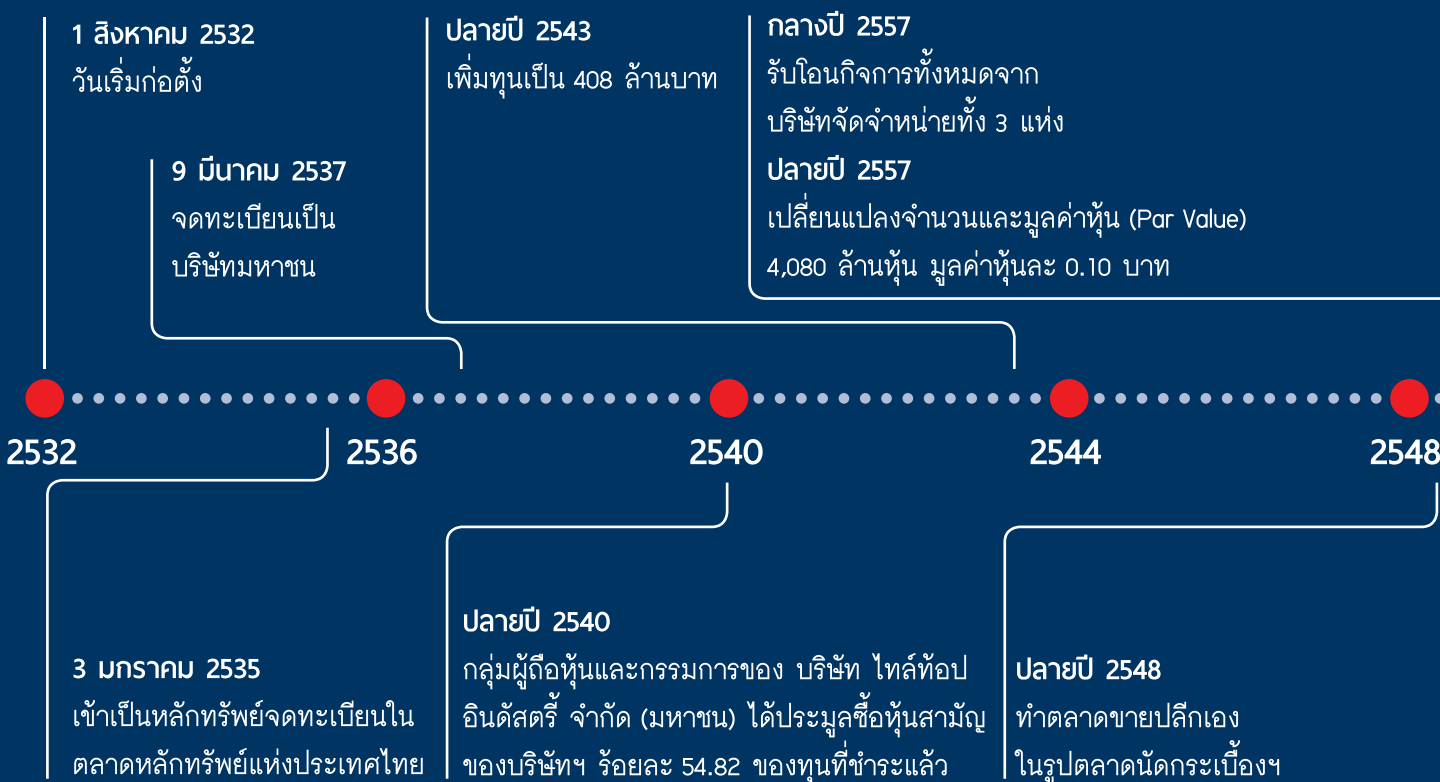 1 สิงหาคม 2532
วันเริ่มก่อตั้ง
9 มีนาคม 2537
จดทะเบียนเป็น
บริษัทมหาชน
ปลายปี 2543
เพิ่มทุนเป็น 408 ล้านบาท
กลางปี 2557
รับโอนกิจการทั้งหมดจาก
บริษัทจัดจำหน่ายทั้ง 3 แห่ง
ปลายปี 2557
เปลี่ยนแปลงจำนวนและมูลค่าหุ้น (Par Value)
4,080 ล้านหุ้น มูลค่าหุ้นละ 0.10 บาท
2532 2536 2540 2544 2548
3 มกราคม 2535
เข้าเป็นหลักทรัพย์จดทะเบียนใน
ตลาดหลักทรัพย์แห่งประเทศไทย
ปลายปี 2540
กลุ่มผู้ถือหุ้นและกรรมการของ บริษัท ไทล์ท้อป
อินดัสตรี้ จำกัด (มหาชน) ได้ประมูลซื้อหุ้นสามัญ
ของบริษัทฯ ร้อยละ 54.82 ของทุนที่ชำระแล้ว
ปลายปี 2548
ทำตลาดขายปลีกเอง
ในรูปตลาดนัดกระเบื้องฯ